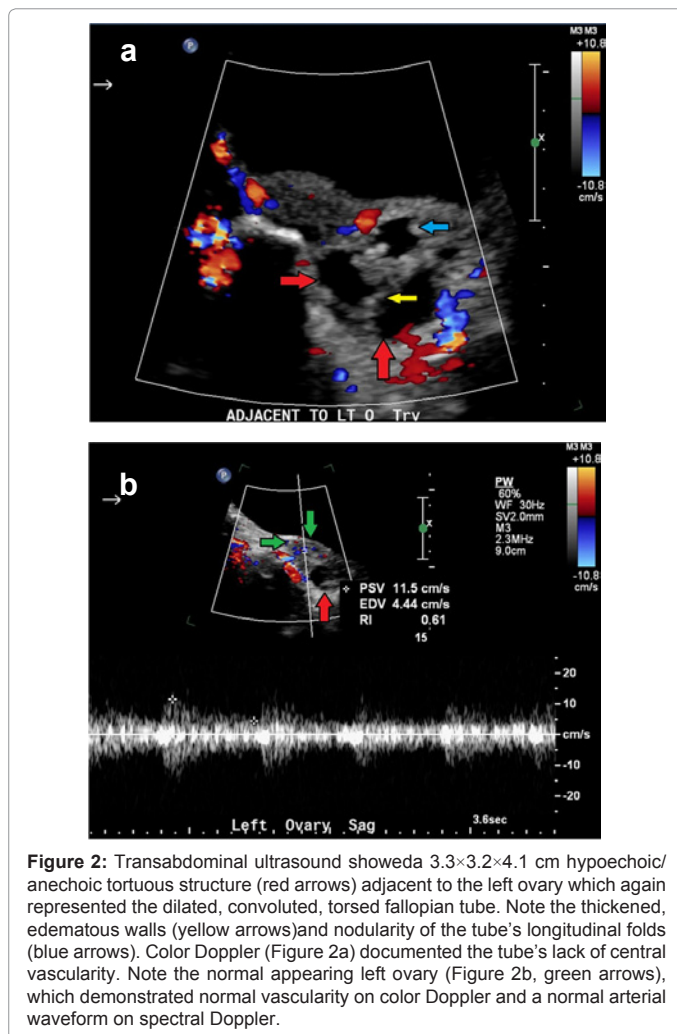 a
M3 M3
+10.8
-10.8
cm/s
X
P
ADJACENT TO LT O Trv
b
M3 M3
+10.8
-10.8
cm/s
X
P
PW
60%
WF 30Hz
SV2.0mm
M3
2.3MHz
9.0cm
PSV 11.5 cm/s
EDV 4.44 cm/s
RI 0.61
15
20
10
cm/s
-10
-20
3.6sec
Left Ovary Sag
Figure 2: Transabdominal ultrasound showeda 3.3×3.2×4.1 cm hypoechoic/
anechoic tortuous structure (red arrows) adjacent to the left ovary which again
represented the dilated, convoluted, torsed fallopian tube. Note the thickened,
edematous walls (yellow arrows)and nodularity of the tube's longitudinal folds
(blue arrows). Color Doppler (Figure 2a) documented the tube's lack of central
vascularity. Note the normal appearing left ovary (Figure 2b, green arrows),
which demonstrated normal vascularity on color Doppler and a normal arterial
waveform on spectral Doppler.